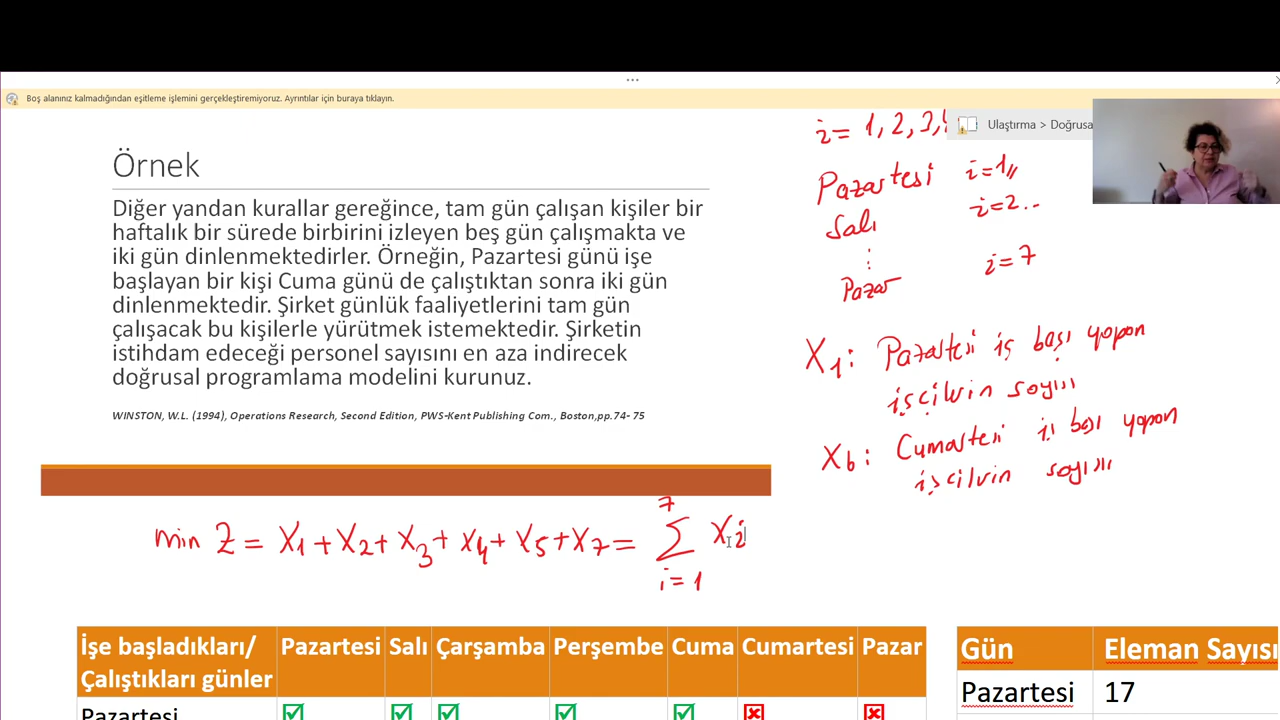 Boş alanınız kalmadığından eşitleme işlemini gerçekleştiremiyoruz. Ayrıntılar için buraya tıklayın.
Ulaştırma > Doğrusa
Örnek
Diğer yandan kurallar gereğince, tam gün çalışan kişiler bir
haftalık bir sürede birbirini izleyen beş gün çalışmakta ve
iki gün dinlenmektedirler. Örneğin, Pazartesi günü işe
başlayan bir kişi Cuma günü de çalıştıktan sonra iki gün
dinlenmektedir. Şirket günlük faaliyetlerini tam gün
çalışacak bu kişilerle yürütmek istemektedir. Şirketin
istihdam edeceği personel sayısını en aza indirecek
doğrusal programlama modelini kurunuz.
WINSTON, W.L. (1994), Operations Research, Second Edition, PWS-Kent Publishing Com., Boston,pp.74- 75
i= 1, 2, 3,
Pazartesi i=1
Salı i=2..
⋮
Pazar i=7
X1: Pazartesi iş başı yapan
işçilerin sayısı
X6: Cumartesi iş başı yapan
işçilerin sayısı
min Z = X1 + X2 + X3 + X4 + X5 + X7 = 7 ∑ i=1 Xi
İşe başladıkları/ Pazartesi Salı Çarşamba Perşembe Cuma Cumartesi Pazar
Çalıştıkları günler
Pazartesi
Gün Eleman Sayısı
Pazartesi 17